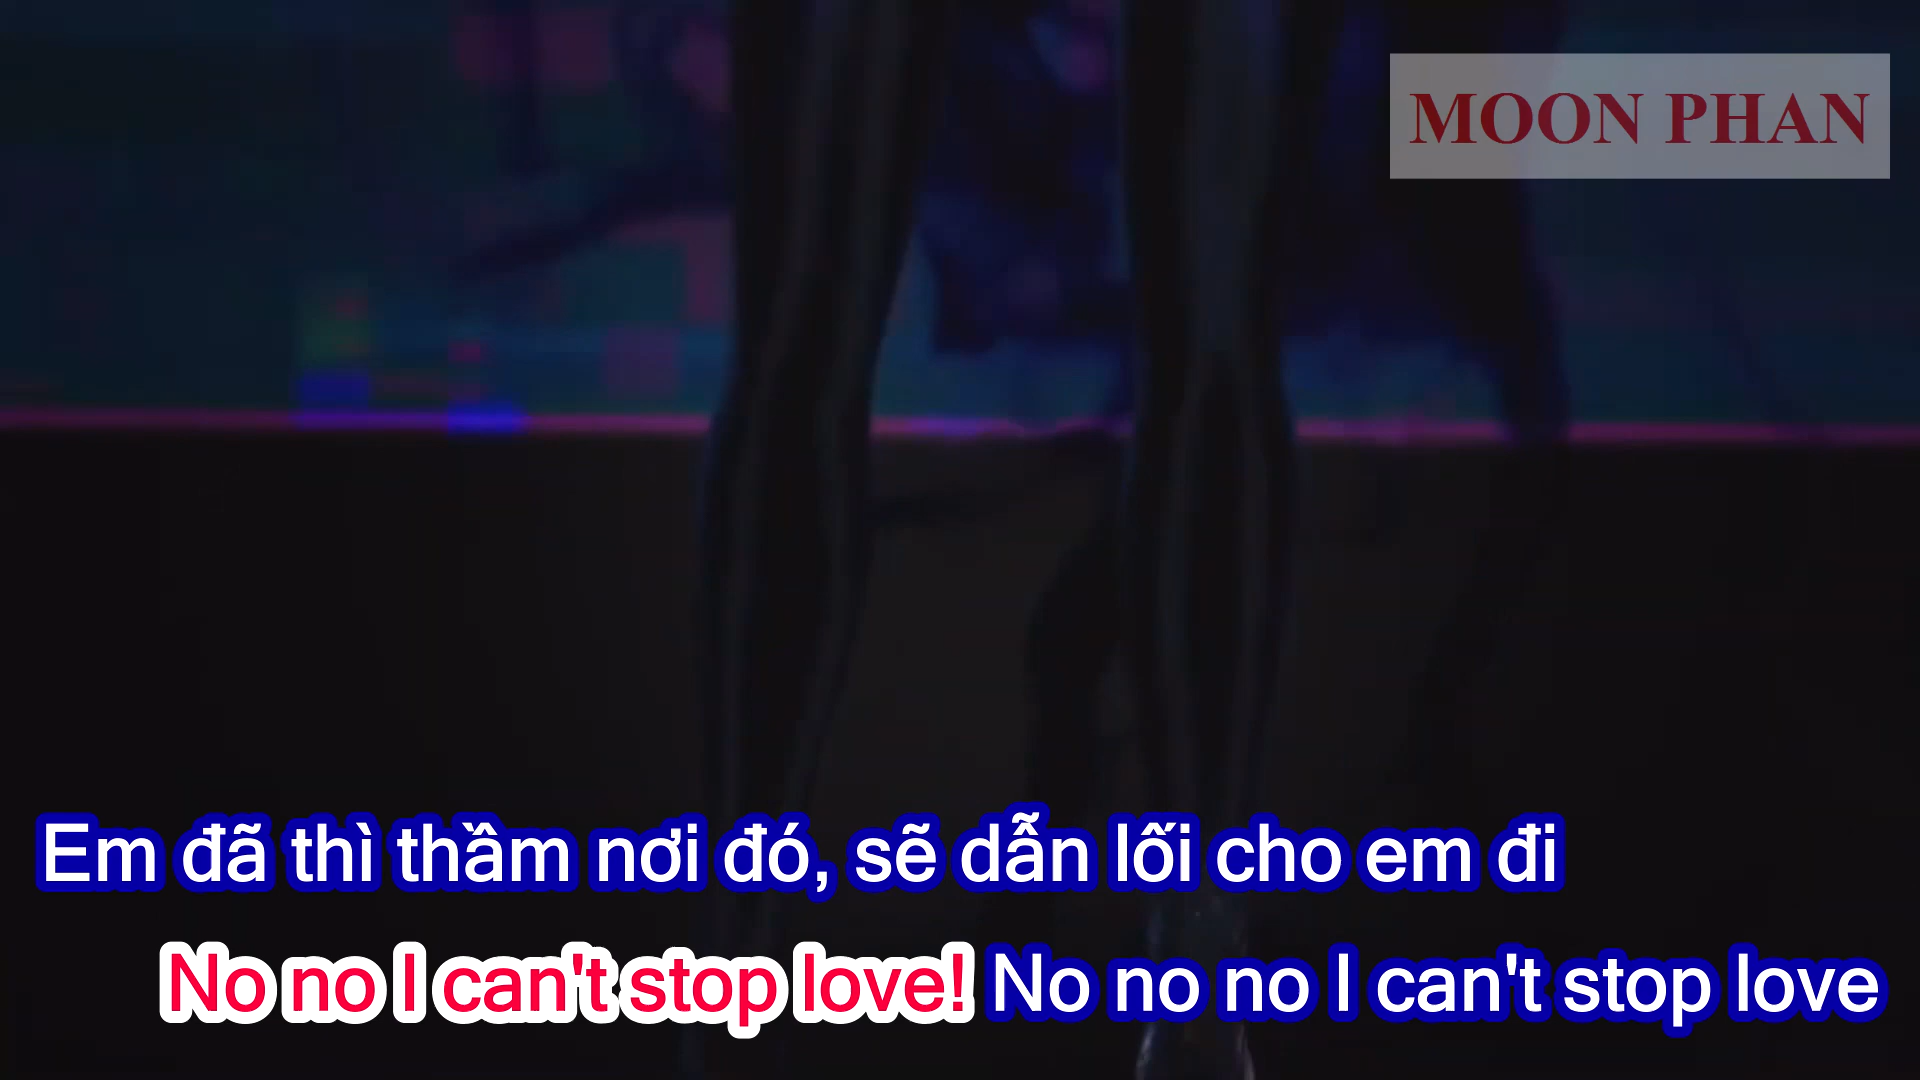 MOON PHAN
Em đã thì thầm nơi đó, sẽ dẫn lối cho em đi
No no I can't stop love! No no no I can't stop love